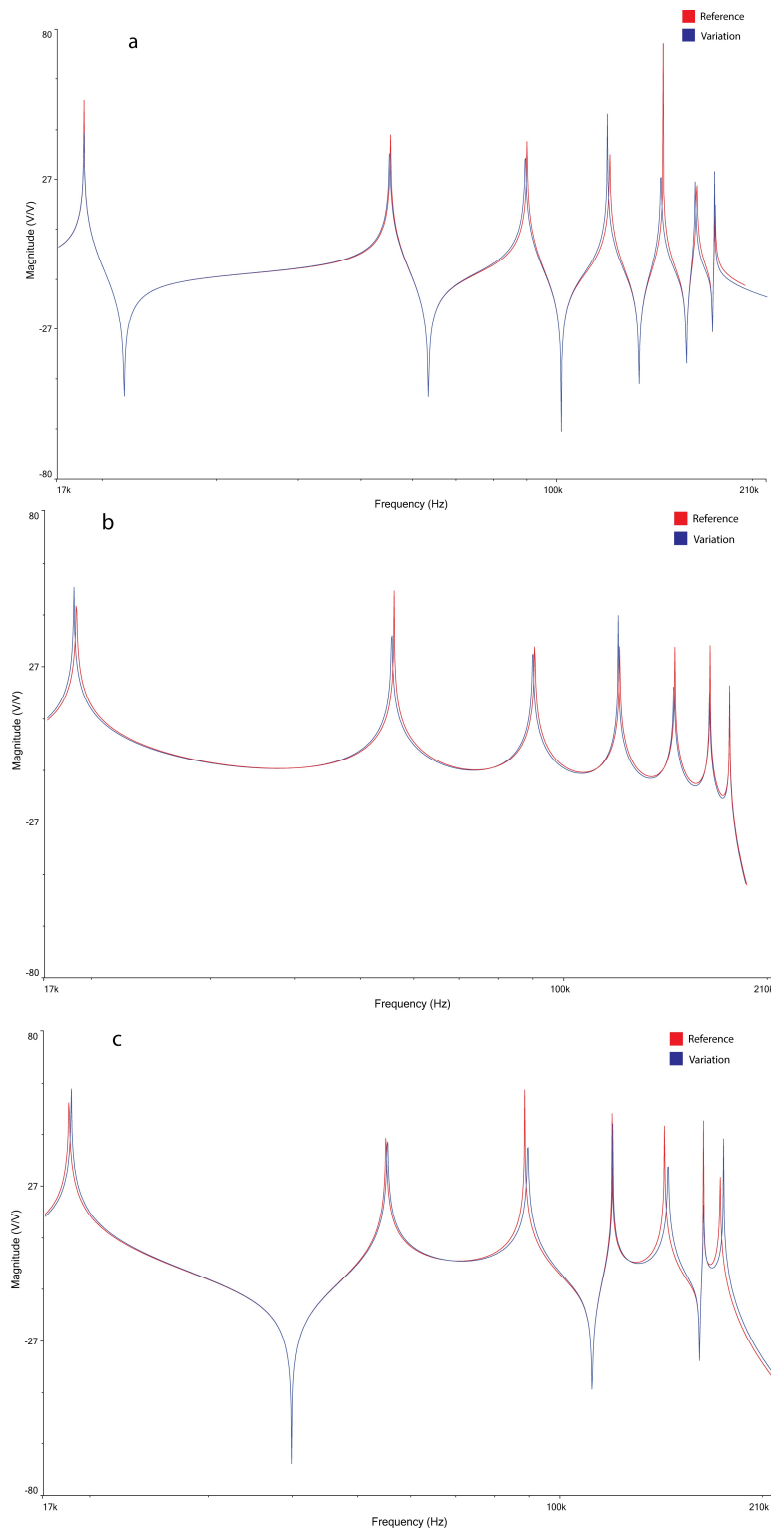 80
a
Reference
Variation
27
Magnitude (V/V)
-27
-80
17k
100k
210k
Frequency (Hz)
80
b
Reference
Variation
27
Magnitude (V/V)
-27
-80
17k
100k
210k
Frequency (Hz)
80
c
Reference
Variation
27
Magnitude (V/V)
-27
-80
17k
100k
210k
Frequency (Hz)